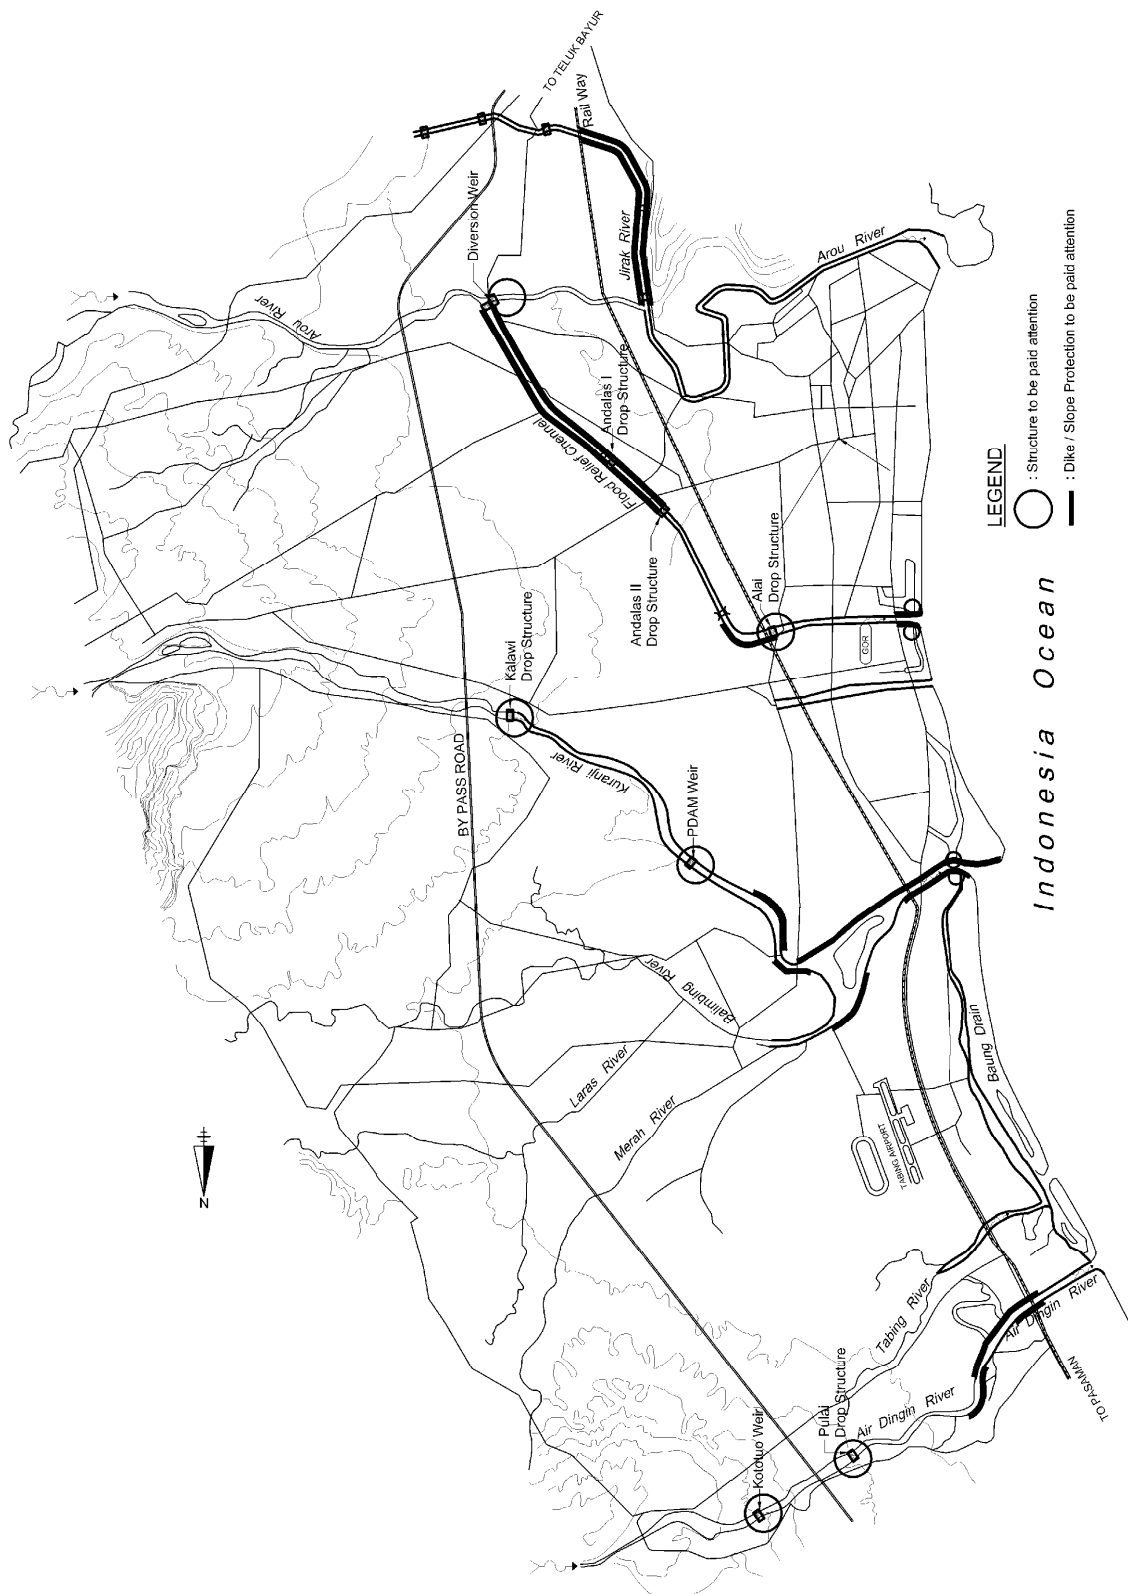 TO TELUK BAYUR
Rail Way
Diversion Weir
Jirak River
Arou River
Arou
River
Andalas I
Drop Structure
Flood Relief Chennel
Andalas II
Drop Structure
Alai
Drop Structure
GOR
Kalawi
Drop Structure
Kuranji River
BY PASS ROAD
PDAM Weir
Balimbing River
Laras River
Merah River
Baung Drain
TABING AIRPORT
Tabing River
Air Dingin River
Air Dingin River
Pulai
Drop Structure
Kototuo Weir
TO PASAMAN
N
Indonesia Ocean
LEGEND
: Structure to be paid attention
: Dike / Slope Protection to be paid attention